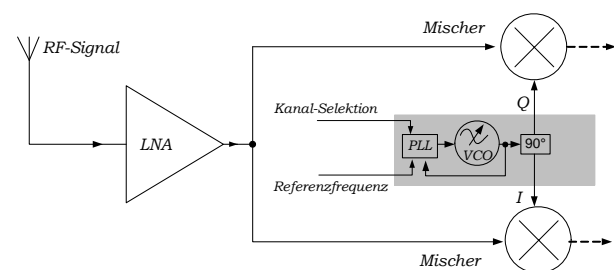 Mischer
RF-Signal
Kanal-Selektion
Q
LNA
PLL
VCO
90°
Referenzfrequenz
I
Mischer